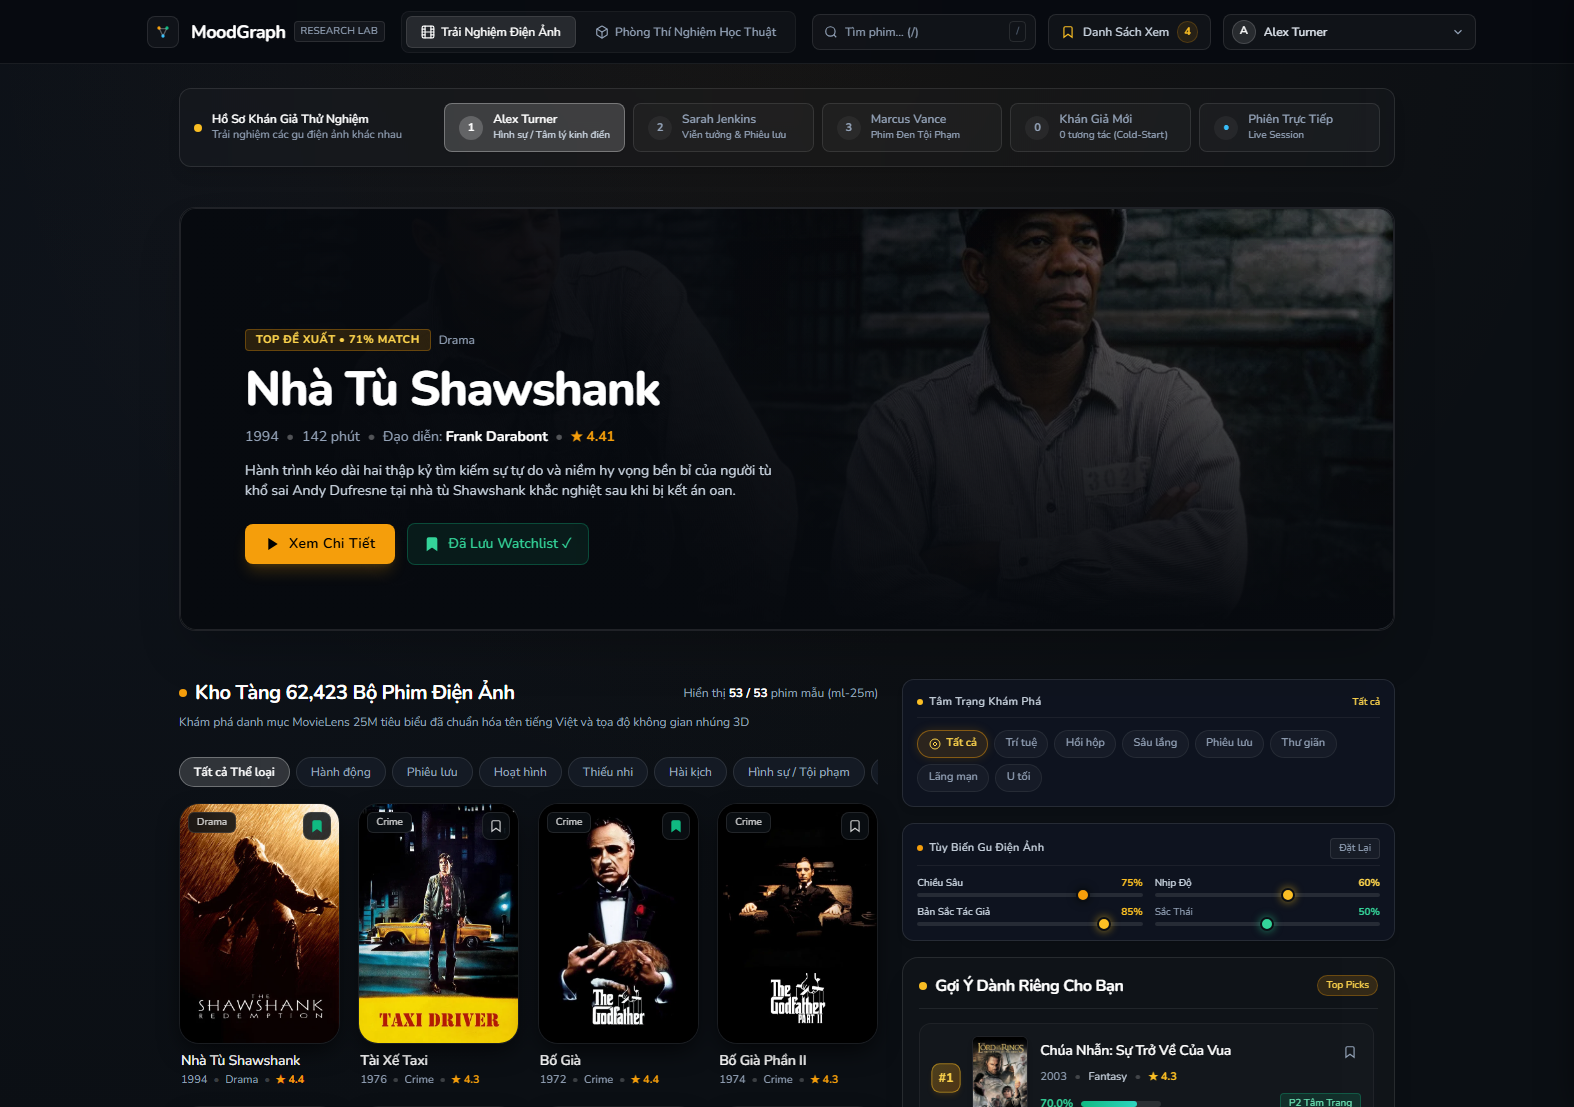 MoodGraph
RESEARCH LAB
Trải Nghiệm Điện Ảnh
Phòng Thí Nghiệm Học Thuật
Tìm phim... (/)
/
Danh Sách Xem
4
A
Alex Turner
Hồ Sơ Khán Giả Thử Nghiệm
Trải nghiệm các gu điện ảnh khác nhau
1
Alex Turner
Hình sự / Tâm lý kinh điển
2
Sarah Jenkins
Viễn tưởng & Phiêu lưu
3
Marcus Vance
Phim Đen Tội Phạm
0
Khán Giả Mới
0 tương tác (Cold-Start)
Phiên Trực Tiếp
Live Session
TOP ĐỀ XUẤT • 71% MATCH
Drama
Nhà Tù Shawshank
1994 • 142 phút • Đạo diễn: Frank Darabont • ★ 4.41
Hành trình kéo dài hai thập kỷ tìm kiếm sự tự do và niềm hy vọng bền bỉ của người tù
khổ sai Andy Dufresne tại nhà tù Shawshank khắc nghiệt sau khi bị kết án oan.
Xem Chi Tiết
Đã Lưu Watchlist ✓
Kho Tàng 62,423 Bộ Phim Điện Ảnh
Hiển thị 53 / 53 phim mẫu (ml-25m)
Khám phá danh mục MovieLens 25M tiêu biểu đã chuẩn hóa tên tiếng Việt và tọa độ không gian nhúng 3D
Tất cả Thể loại
Hành động
Phiêu lưu
Hoạt hình
Thiếu nhi
Hài kịch
Hình sự / Tội phạm
Drama
THE
SHAWSHANK
REDEMPTION
Nhà Tù Shawshank
1994 • Drama • ★ 4.4
Crime
TAXI DRIVER
Tài Xế Taxi
1976 • Crime • ★ 4.3
Crime
The
Godfather
Bố Già
1972 • Crime • ★ 4.4
Crime
The
Godfather
PART II
Bố Già Phần II
1974 • Crime • ★ 4.3
Tâm Trạng Khám Phá
Tất cả
Tất cả
Trí tuệ
Hồi hộp
Sâu lắng
Phiêu lưu
Thư giãn
Lãng mạn
U tối
Tùy Biến Gu Điện Ảnh
Đặt Lại
Chiều Sâu
75%
Nhịp Độ
60%
Bản Sắc Tác Giả
85%
Sắc Thái
50%
Gợi Ý Dành Riêng Cho Bạn
Top Picks
#1
THE LORD OF THE RINGS
Chúa Nhẫn: Sự Trở Về Của Vua
2003 • Fantasy • ★ 4.3
70.0%
P2 Tâm Trạng